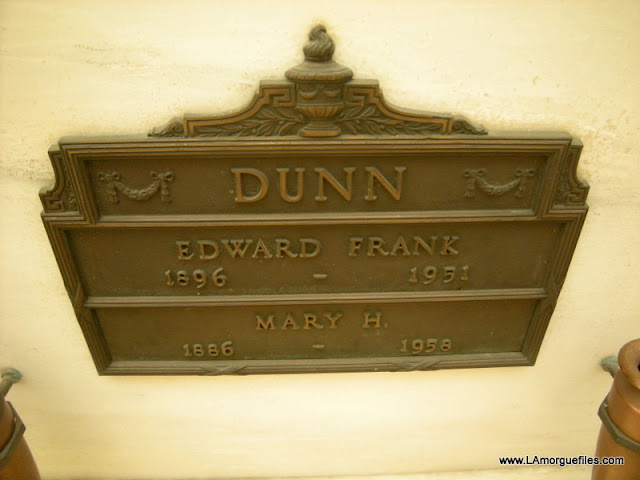 DUNN
EDWARD FRANK
1896 - 1951
MARY H.
1886 - 1958
www.LAmorguefiles.com